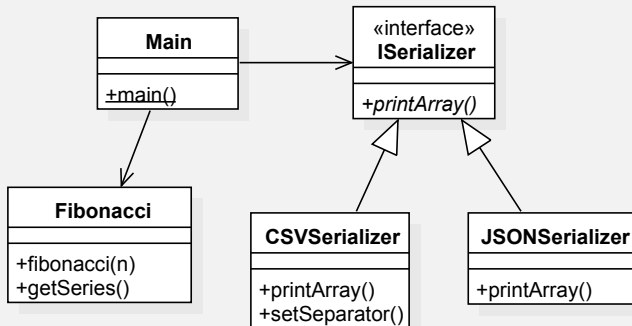 Main
+main()
«interface»
ISerializer
+printArray()
Fibonacci
+fibonacci(n)
+getSeries()
CSVSerializer
+printArray()
+setSeparator()
JSONSerializer
+printArray()